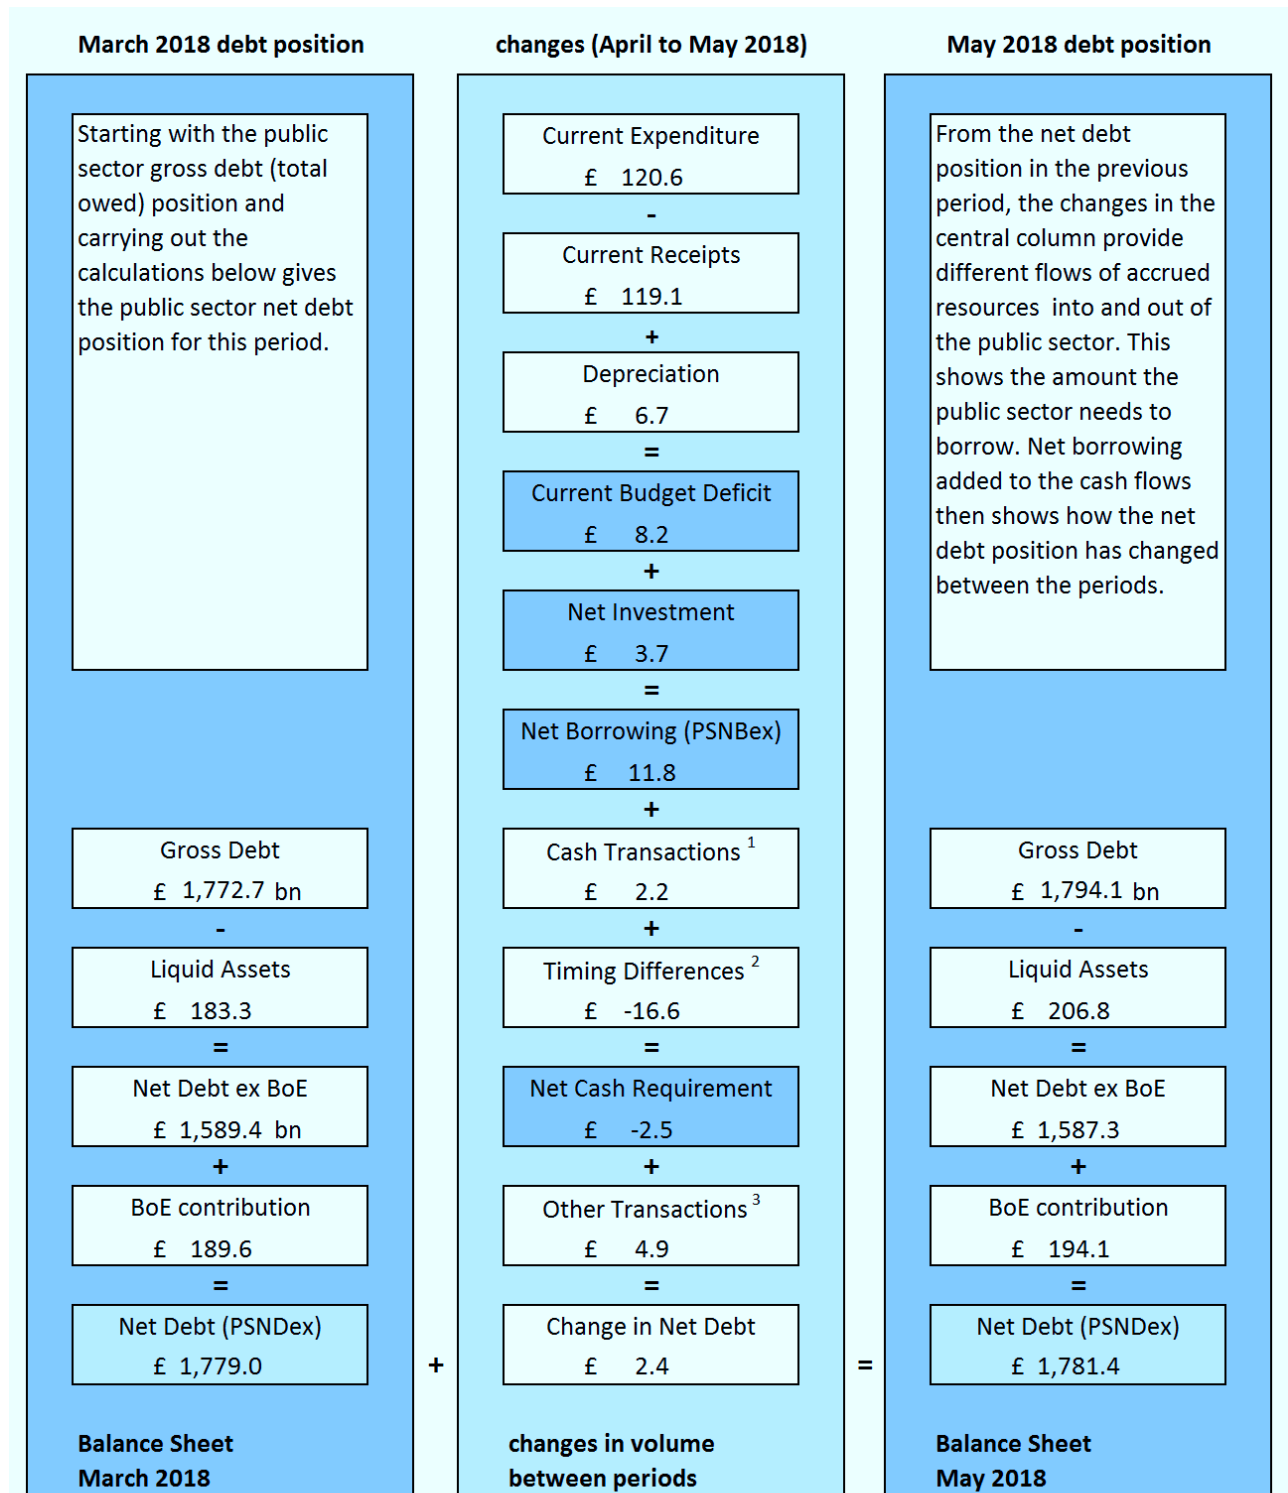 March 2018 debt position
Starting with the public
sector gross debt (total
owed) position and
carrying out the
calculations below gives
the public sector net debt
position for this period.
Gross Debt
£ 1,772.7 bn
-
Liquid Assets
£ 183.3
=
Net Debt ex BoE
£ 1,589.4 bn
+
BoE contribution
£ 189.6
=
Net Debt (PSNDex)
£ 1,779.0
Balance Sheet
March 2018
+
changes (April to May 2018)
Current Expenditure
£ 120.6
-
Current Receipts
£ 119.1
+
Depreciation
£ 6.7
=
Current Budget Deficit
£ 8.2
+
Net Investment
£ 3.7
=
Net Borrowing (PSNBex)
£ 11.8
+
Cash Transactions 1
£ 2.2
+
Timing Differences 2
£ -16.6
=
Net Cash Requirement
£ -2.5
+
Other Transactions 3
£ 4.9
=
Change in Net Debt
£ 2.4
changes in volume
between periods
=
May 2018 debt position
From the net debt
position in the previous
period, the changes in the
central column provide
different flows of accrued
resources into and out of
the public sector. This
shows the amount the
public sector needs to
borrow. Net borrowing
added to the cash flows
then shows how the net
debt position has changed
between the periods.
Gross Debt
£ 1,794.1 bn
-
Liquid Assets
£ 206.8
=
Net Debt ex BoE
£ 1,587.3
+
BoE contribution
£ 194.1
=
Net Debt (PSNDex)
£ 1,781.4
Balance Sheet
May 2018